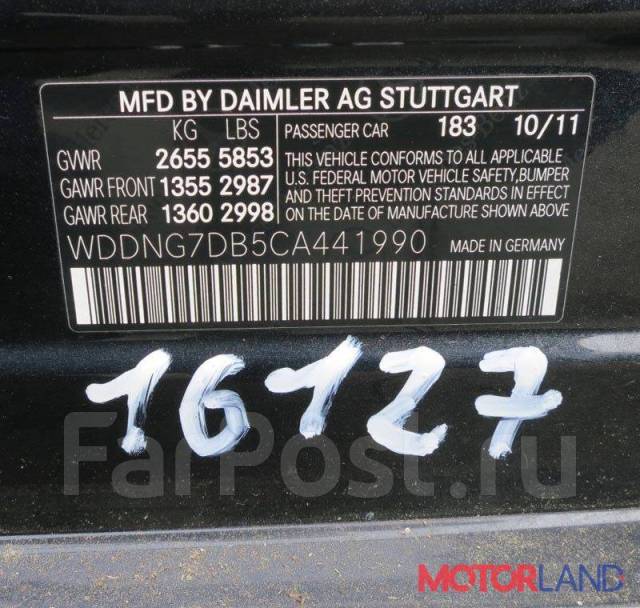 MFD BY DAIMLER AG STUTTGART
KG LBS PASSENGER CAR 183 10/11
GVWR 2655 5853
GAWR FRONT 1355 2987
GAWR REAR 1360 2998
THIS VEHICLE CONFORMS TO ALL APPLICABLE
U.S. FEDERAL MOTOR VEHICLE SAFETY,BUMPER
AND THEFT PREVENTION STANDARDS IN EFFECT
ON THE DATE OF MANUFACTURE SHOWN ABOVE.
WDDNG7DB5CA441990 MADE IN GERMANY
16127
FarPost.ru
MOTORLAND